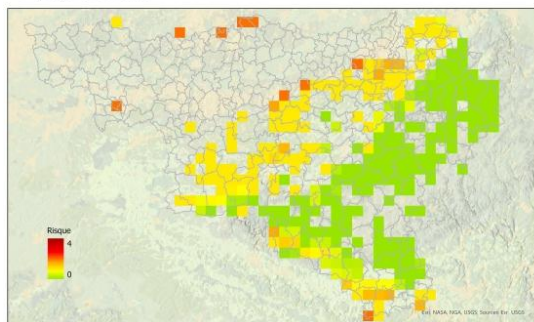 Risque
4
0
Esri, NASA, NGA, USGS, Sources: Esri, USGS